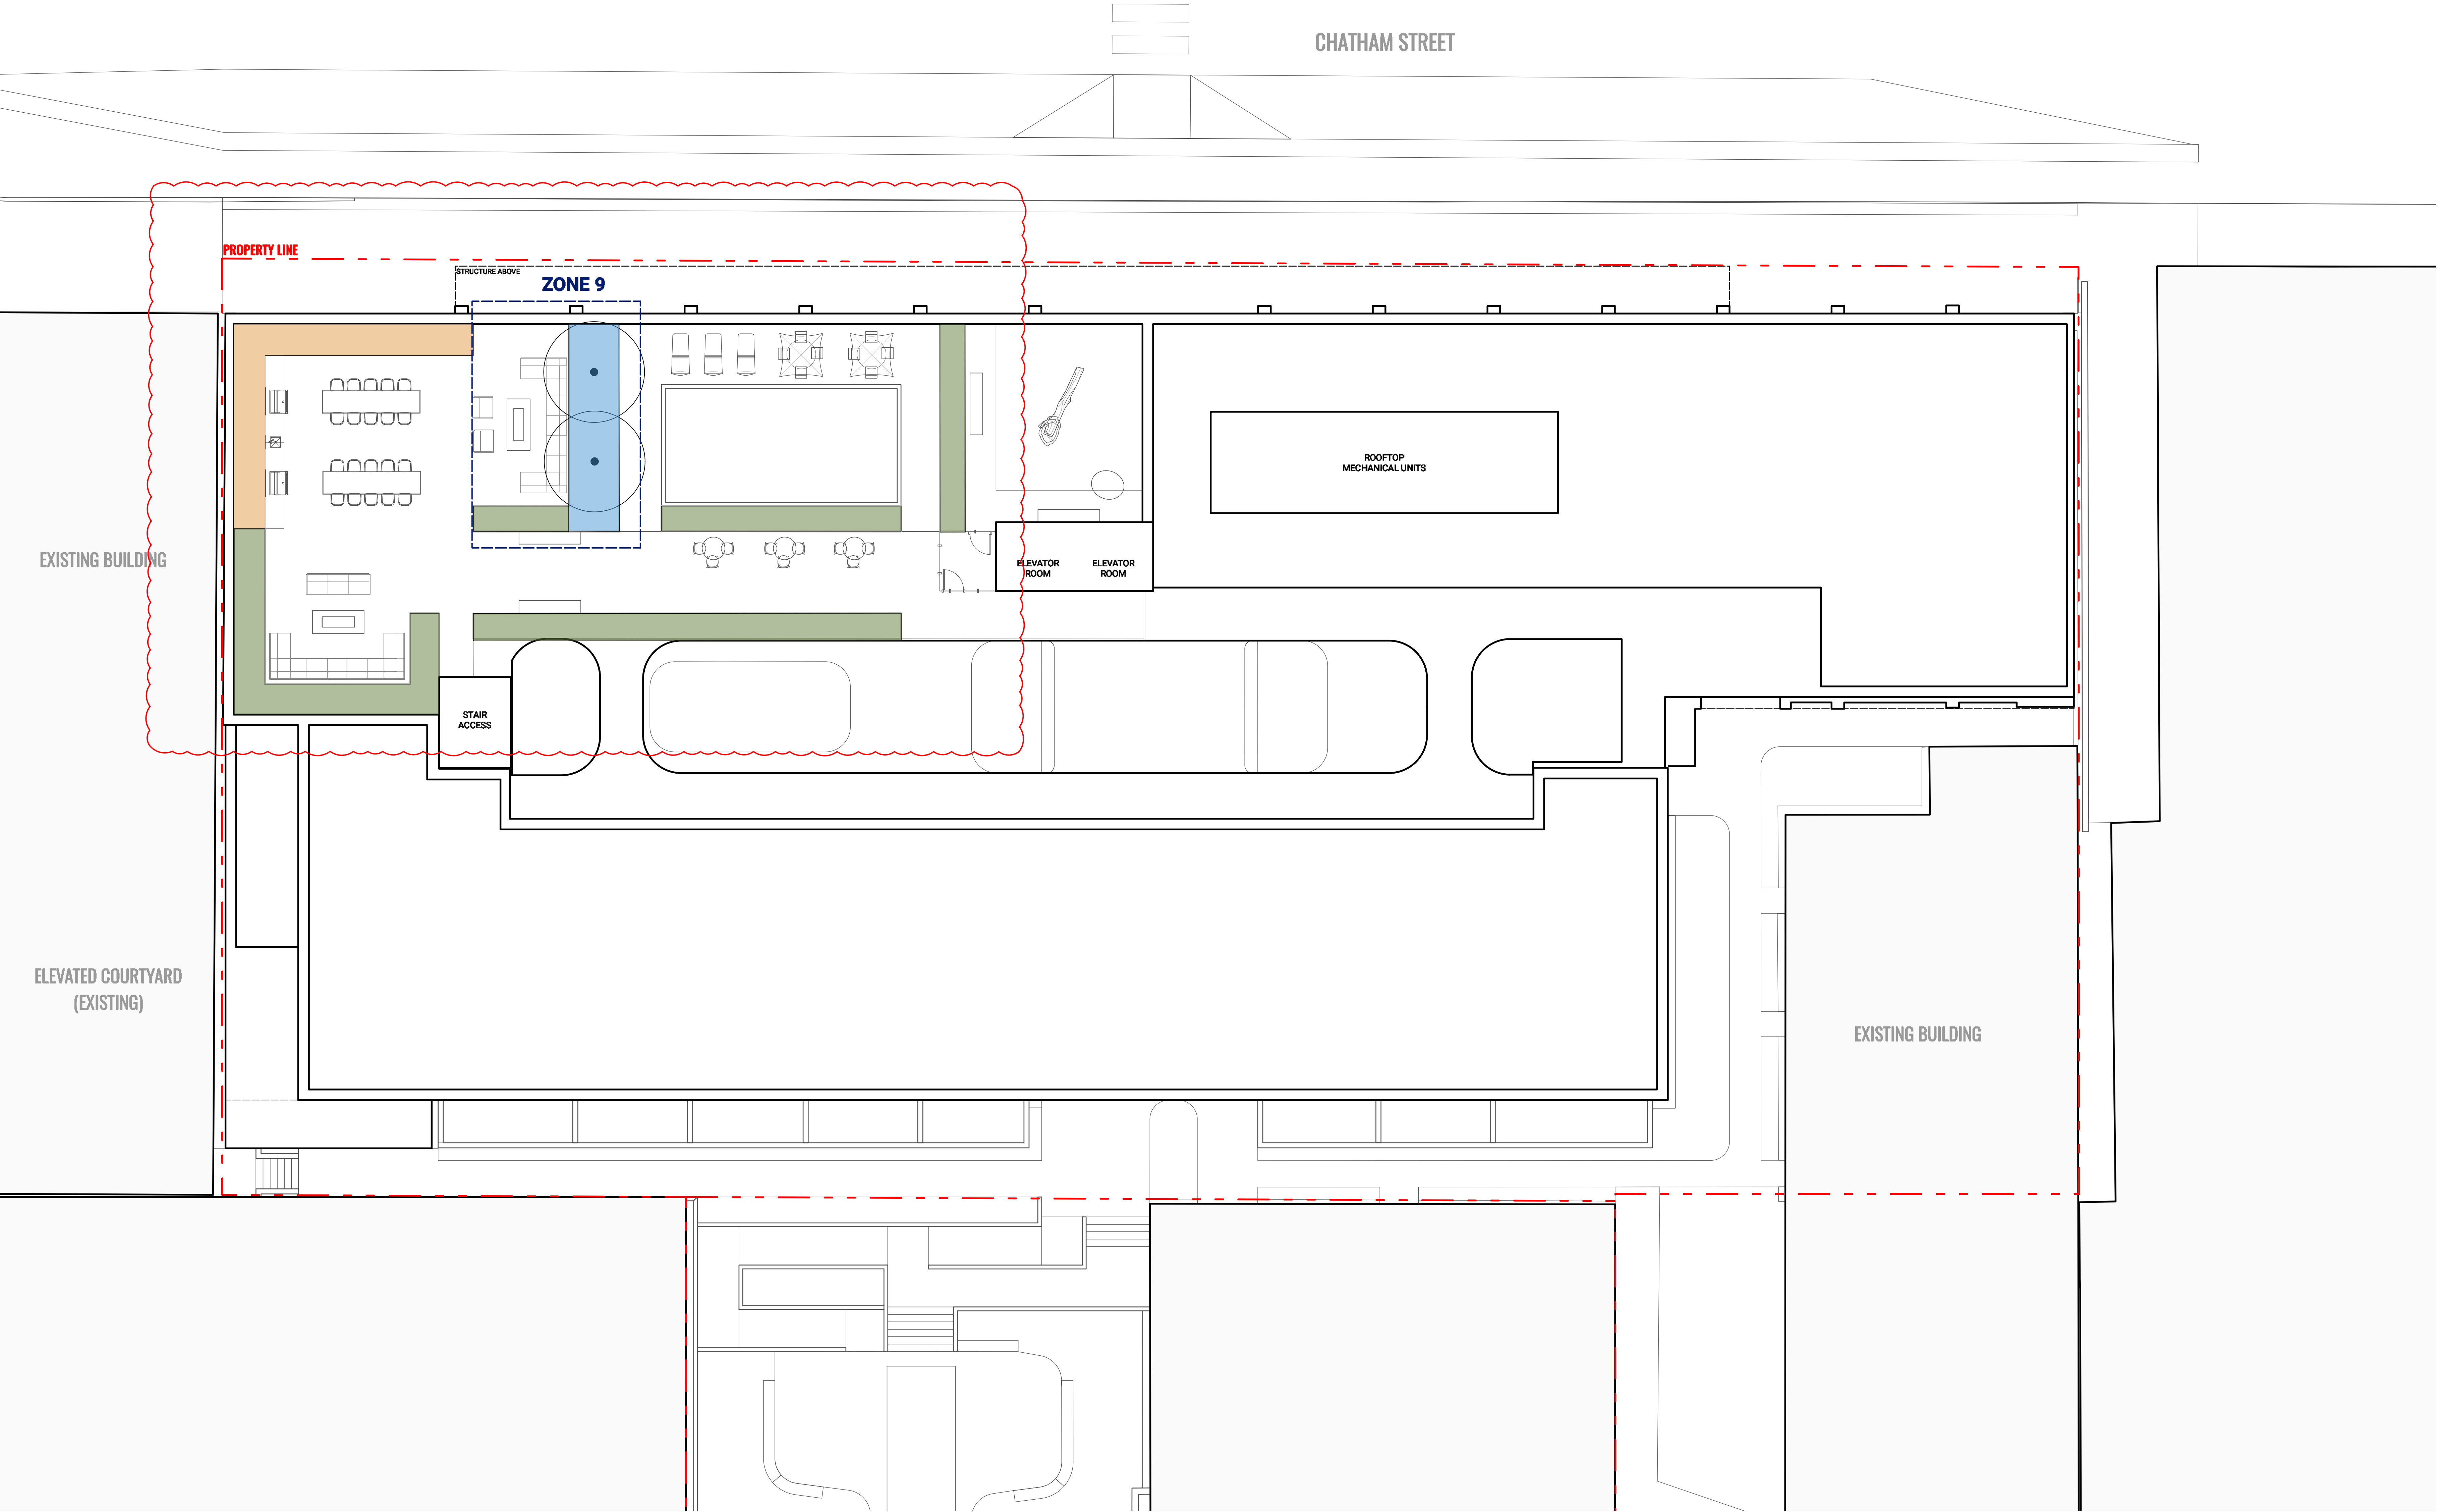 CHATHAM STREET
PROPERTY LINE
STRUCTURE ABOVE
ZONE 9
ROOFTOP
MECHANICAL UNITS
EXISTING BUILDING
ELEVATOR
ROOM
ELEVATOR
ROOM
STAIR
ACCESS
ELEVATED COURTYARD
(EXISTING)
EXISTING BUILDING